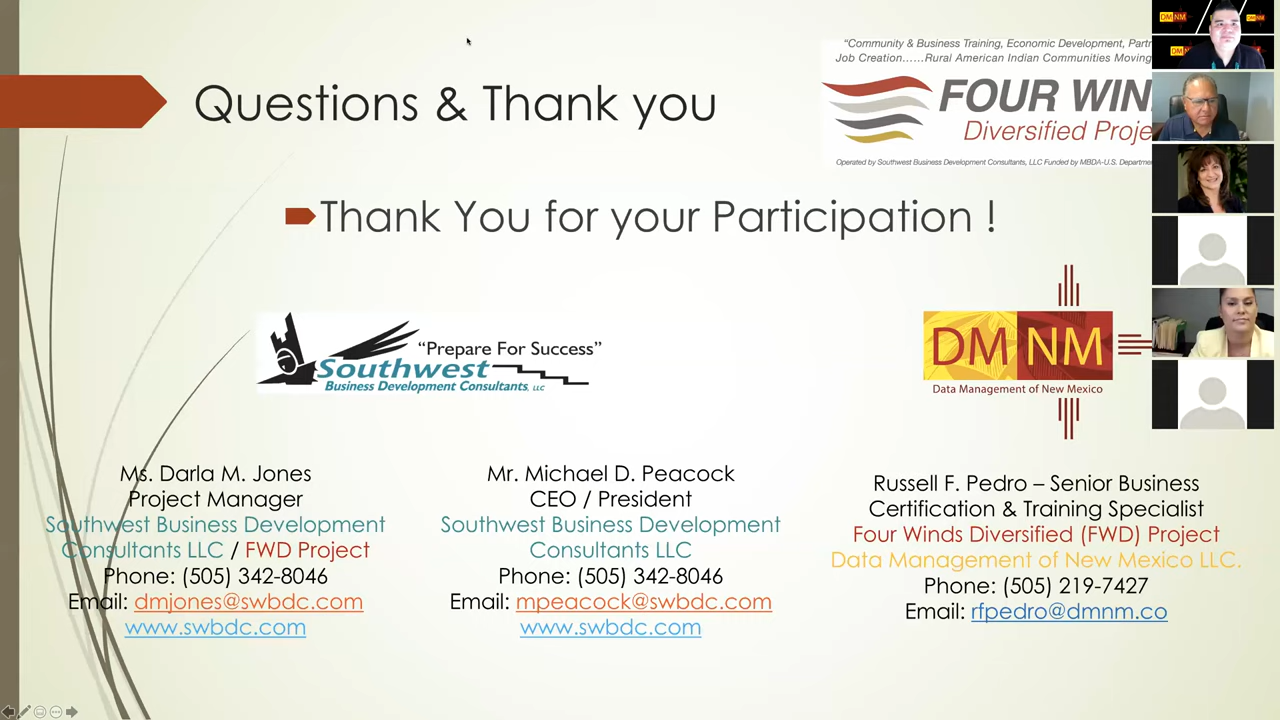 "Community & Business Training, Economic Development, Part
Job Creation……Rural American Indian Communities Moving
FOUR WIN
Diversified Proje
Operated by Southwest Business Development Consultants, LLC Funded by MBDA-U.S. Department
Questions & Thank you
Thank You for your Participation !
"Prepare For Success"
Southwest
Business Development Consultants, LLC
DM NM
Data Management of New Mexico
Ms. Darla M. Jones
Project Manager
Southwest Business Development
Consultants LLC / FWD Project
Phone: (505) 342-8046
Email: dmjones@swbdc.com
www.swbdc.com
Mr. Michael D. Peacock
CEO / President
Southwest Business Development
Consultants LLC
Phone: (505) 342-8046
Email: mpeacock@swbdc.com
www.swbdc.com
Russell F. Pedro – Senior Business
Certification & Training Specialist
Four Winds Diversified (FWD) Project
Data Management of New Mexico LLC.
Phone: (505) 219-7427
Email: rfpedro@dmnm.co
DM NM